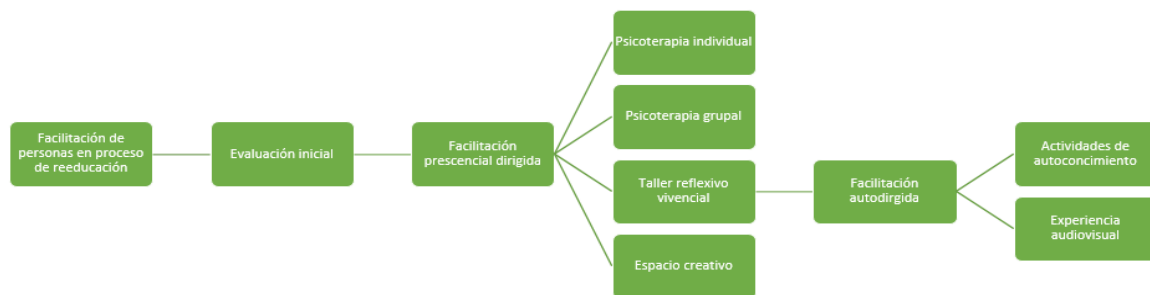 Facilitación de
personas en proceso
de reeducación
Evaluación inicial
Facilitación
prescencial dirigida
Psicoterapia individual
Psicoterapia grupal
Taller reflexivo
vivencial
Espacio creativo
Facilitación
autodirgida
Actividades de
autoconcimiento
Experiencia
audiovisual